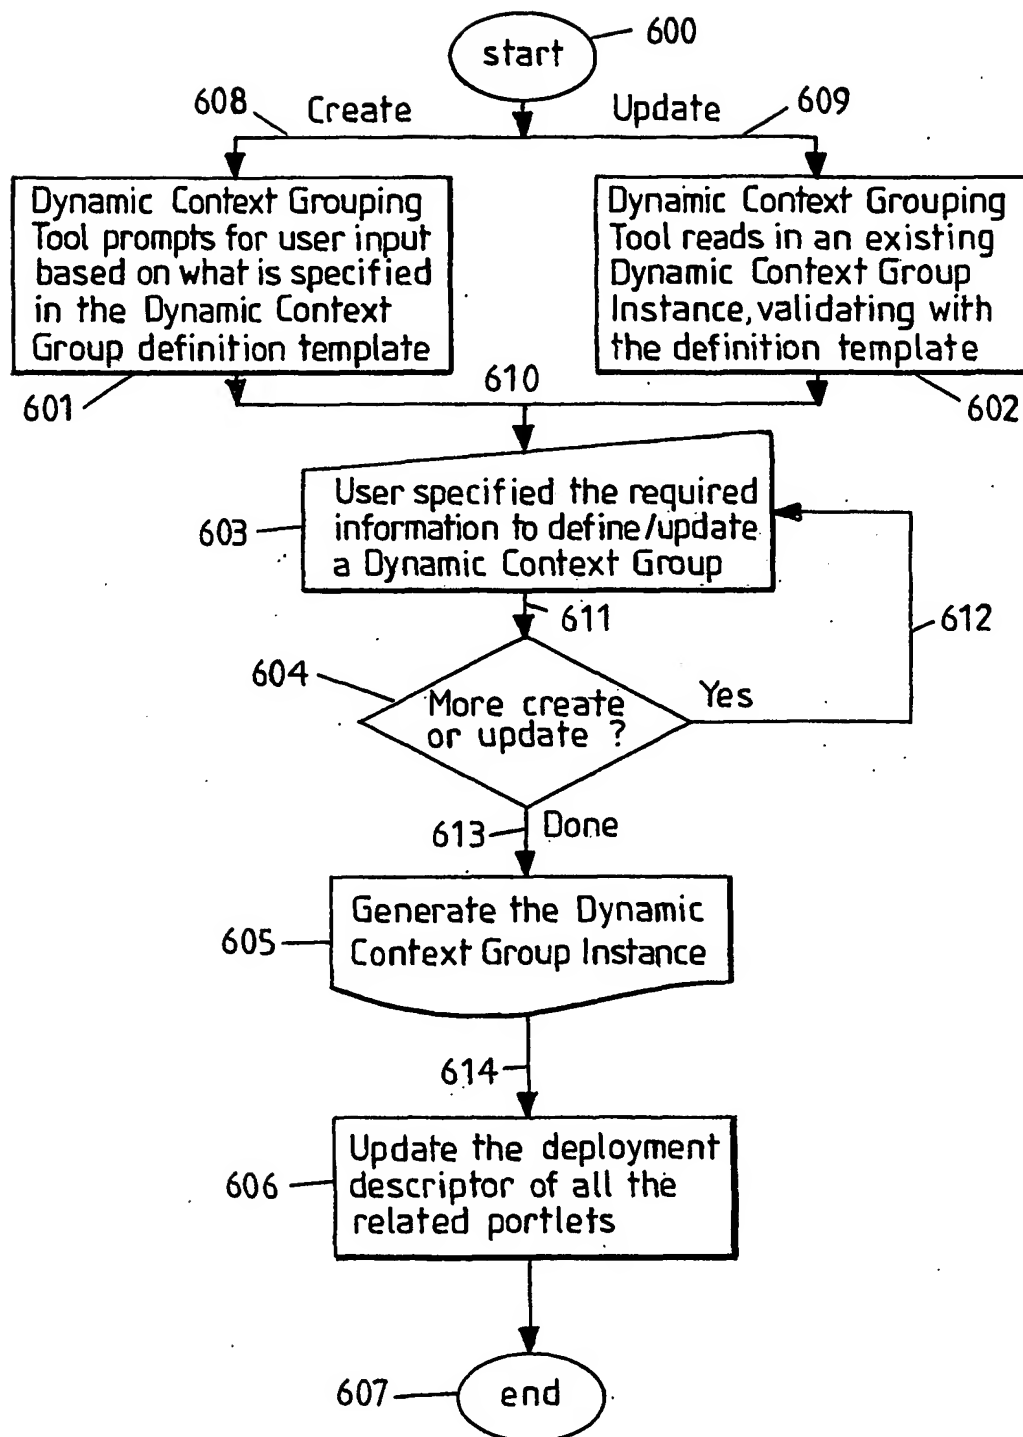 600
start
608
Create
Update
609
Dynamic Context Grouping
Tool prompts for user input
based on what is specified
in the Dynamic Context
Group definition template
Dynamic Context Grouping
Tool reads in an existing
Dynamic Context Group
Instance, validating with
the definition template
601
610
602
603
User specified the required
information to define/update
a Dynamic Context Group
611
612
604
More create
or update ?
Yes
613
Done
605
Generate the Dynamic
Context Group Instance
614
606
Update the deployment
descriptor of all the
related portlets
607
end